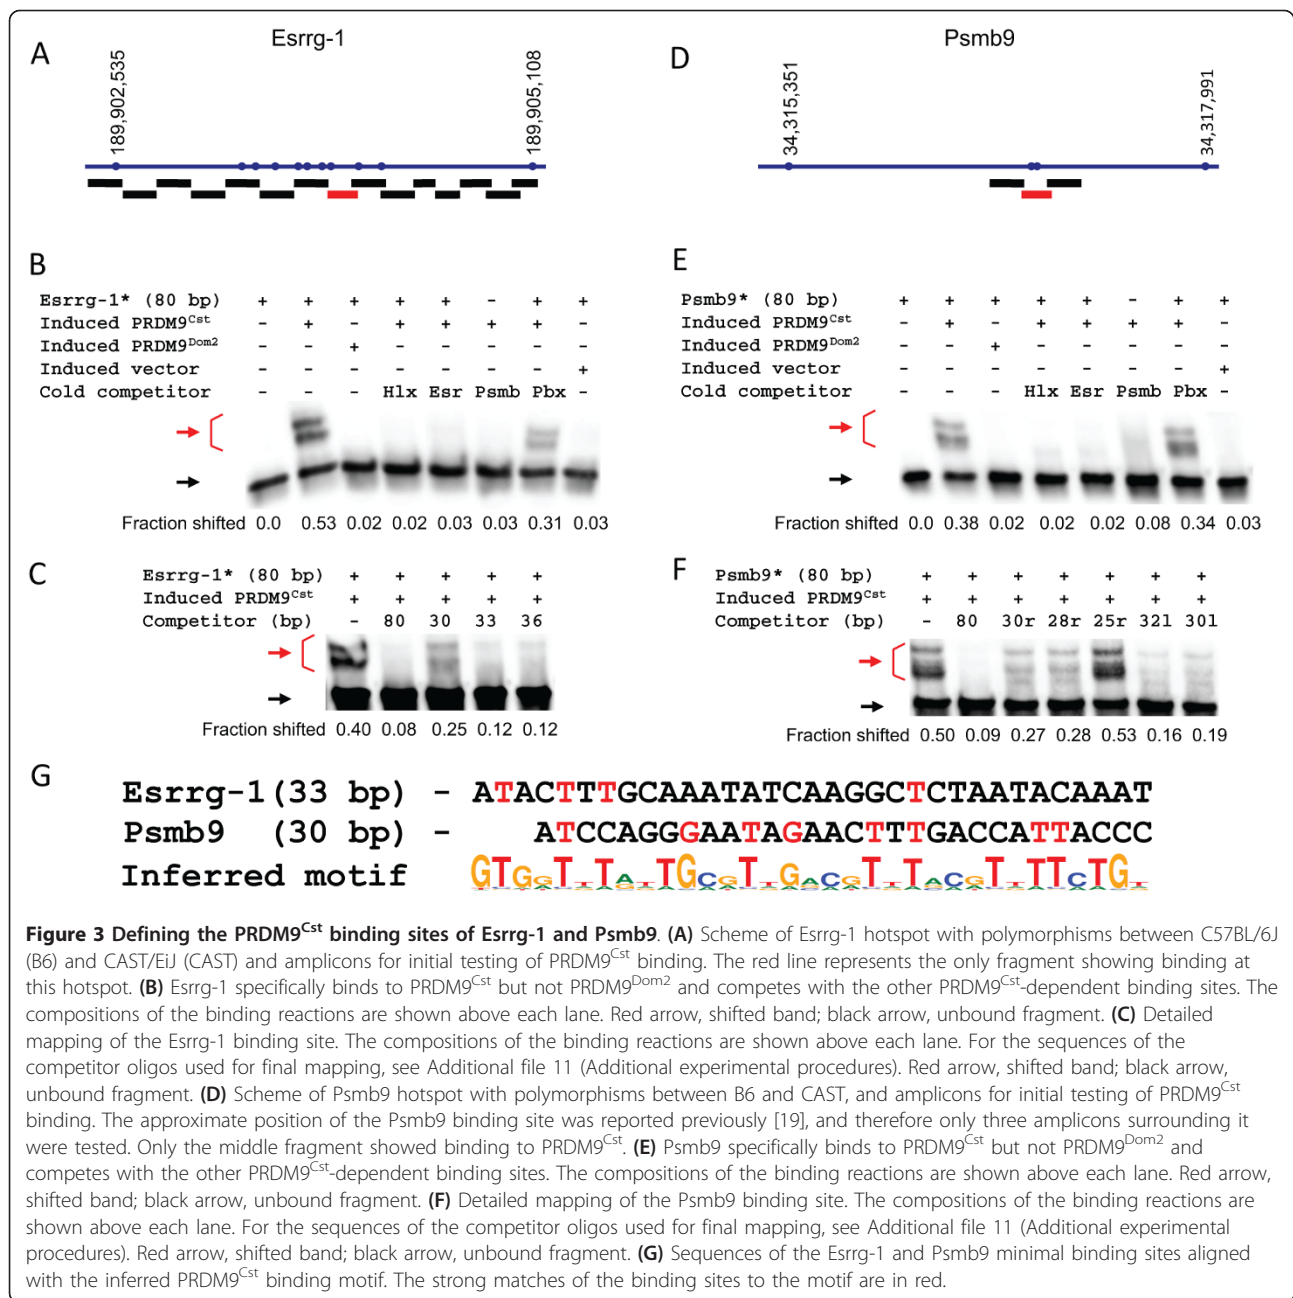 A
Esrrg-1
189,902,535
189,905,108
D
Psmb9
34,315,351
34,317,991
B
Esrrg-1* (80 bp) + + + + + - + +
Induced PRDM9Cst - + - + + + + -
Induced PRDM9Dom2 - - + - - - - -
Induced vector - - - - - - - +
Cold competitor - - - Hlx Esr Psmb Pbx -
Fraction shifted 0.0 0.53 0.02 0.02 0.03 0.03 0.31 0.03
E
Psmb9* (80 bp) + + + + + - + +
Induced PRDM9Cst - + - + + + + -
Induced PRDM9Dom2 - - + - - - - -
Induced vector - - - - - - - +
Cold competitor - - - Hlx Esr Psmb Pbx -
Fraction shifted 0.0 0.38 0.02 0.02 0.02 0.08 0.34 0.03
C
Esrrg-1* (80 bp) + + + + +
Induced PRDM9Cst + + + + +
Competitor (bp) - 80 30 33 36
Fraction shifted 0.40 0.08 0.25 0.12 0.12
F
Psmb9* (80 bp) + + + + + + +
Induced PRDM9Cst + + + + + + +
Competitor (bp) - 80 30r 28r 25r 32l 30l
Fraction shifted 0.50 0.09 0.27 0.28 0.53 0.16 0.19
G
Esrrg-1(33 bp) - ATACTTTGCAAATATCAAGGCTCTAATACAAAT
Psmb9 (30 bp) - ATCCAGGGAATAGAACTTTGACCATTACCC
Inferred motif
Figure 3 Defining the PRDM9Cst binding sites of Esrrg-1 and Psmb9. (A) Scheme of Esrrg-1 hotspot with polymorphisms between C57BL/6J
(B6) and CAST/EiJ (CAST) and amplicons for initial testing of PRDM9Cst binding. The red line represents the only fragment showing binding at
this hotspot. (B) Esrrg-1 specifically binds to PRDM9Cst but not PRDM9Dom2 and competes with the other PRDM9Cst-dependent binding sites. The
compositions of the binding reactions are shown above each lane. Red arrow, shifted band; black arrow, unbound fragment. (C) Detailed
mapping of the Esrrg-1 binding site. The compositions of the binding reactions are shown above each lane. For the sequences of the
competitor oligos used for final mapping, see Additional file 11 (Additional experimental procedures). Red arrow, shifted band; black arrow,
unbound fragment. (D) Scheme of Psmb9 hotspot with polymorphisms between B6 and CAST, and amplicons for initial testing of PRDM9Cst
binding. The approximate position of the Psmb9 binding site was reported previously [19], and therefore only three amplicons surrounding it
were tested. Only the middle fragment showed binding to PRDM9Cst. (E) Psmb9 specifically binds to PRDM9Cst but not PRDM9Dom2 and
competes with the other PRDM9Cst-dependent binding sites. The compositions of the binding reactions are shown above each lane. Red arrow,
shifted band; black arrow, unbound fragment. (F) Detailed mapping of the Psmb9 binding site. The compositions of the binding reactions are
shown above each lane. For the sequences of the competitor oligos used for final mapping, see Additional file 11 (Additional experimental
procedures). Red arrow, shifted band; black arrow, unbound fragment. (G) Sequences of the Esrrg-1 and Psmb9 minimal binding sites aligned
with the inferred PRDM9Cst binding motif. The strong matches of the binding sites to the motif are in red.